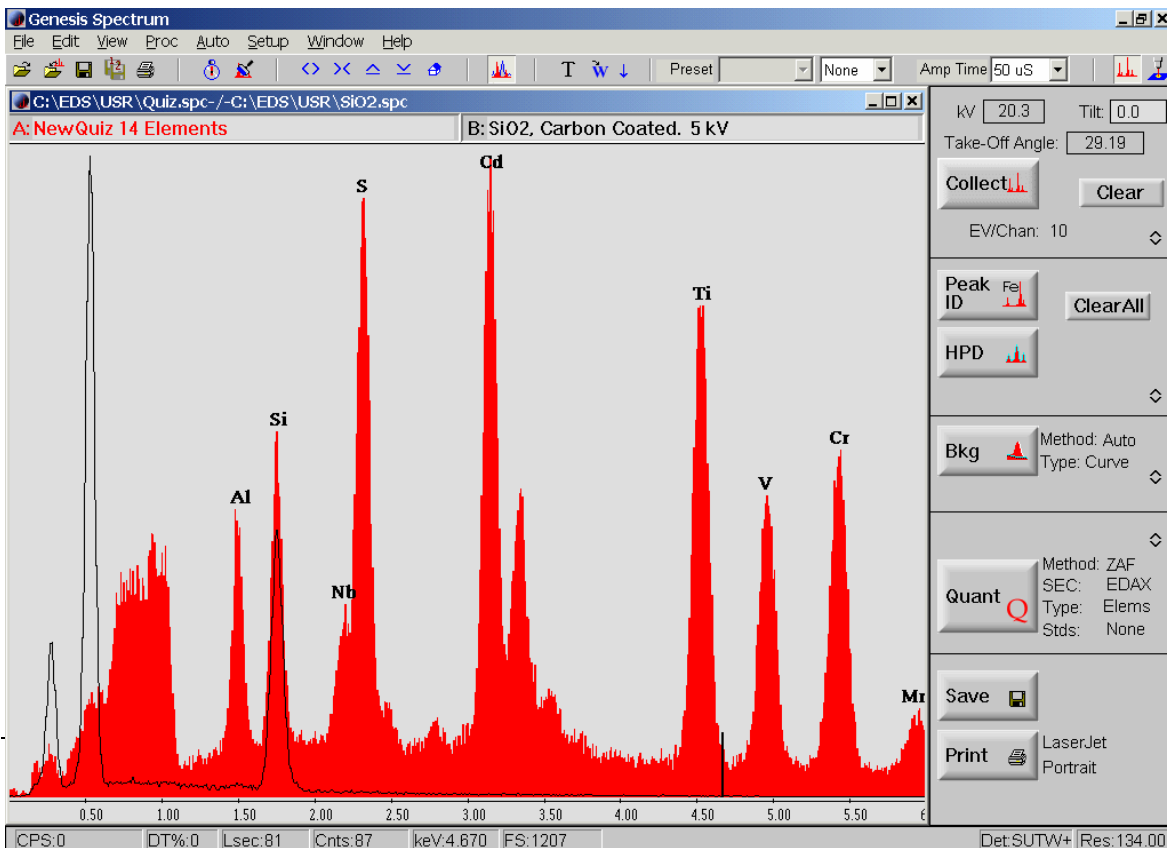 Genesis Spectrum
File Edit View Proc Auto Setup Window Help
T W Preset None Amp Time 50 uS
C:\EDS\USR\Quiz.spc-/-C:\EDS\USR\SiO2.spc
A: NewQuiz 14 Elements B: SiO2, Carbon Coated. 5 kV
kV 20.3 Tilt: 0.0
Take-Off Angle: 29.19
Collect Clear
EV/Chan: 10
Peak ID Fe ClearAll
HPD
Bkg Method: Auto
Type: Curve
Quant Q Method: ZAF
SEC: EDAX
Type: Elems
Stds: None
Save
Print LaserJet
Portrait
Al
Si
Nb
S
Cd
Ti
V
Cr
0.50 1.00 1.50 2.00 2.50 3.00 3.50 4.00 4.50 5.00 5.50
CPS:0 DT%:0 Lsec:81 Cnts:87 keV:4.670 FS:1207 Det:SUTW+ Res:134.00